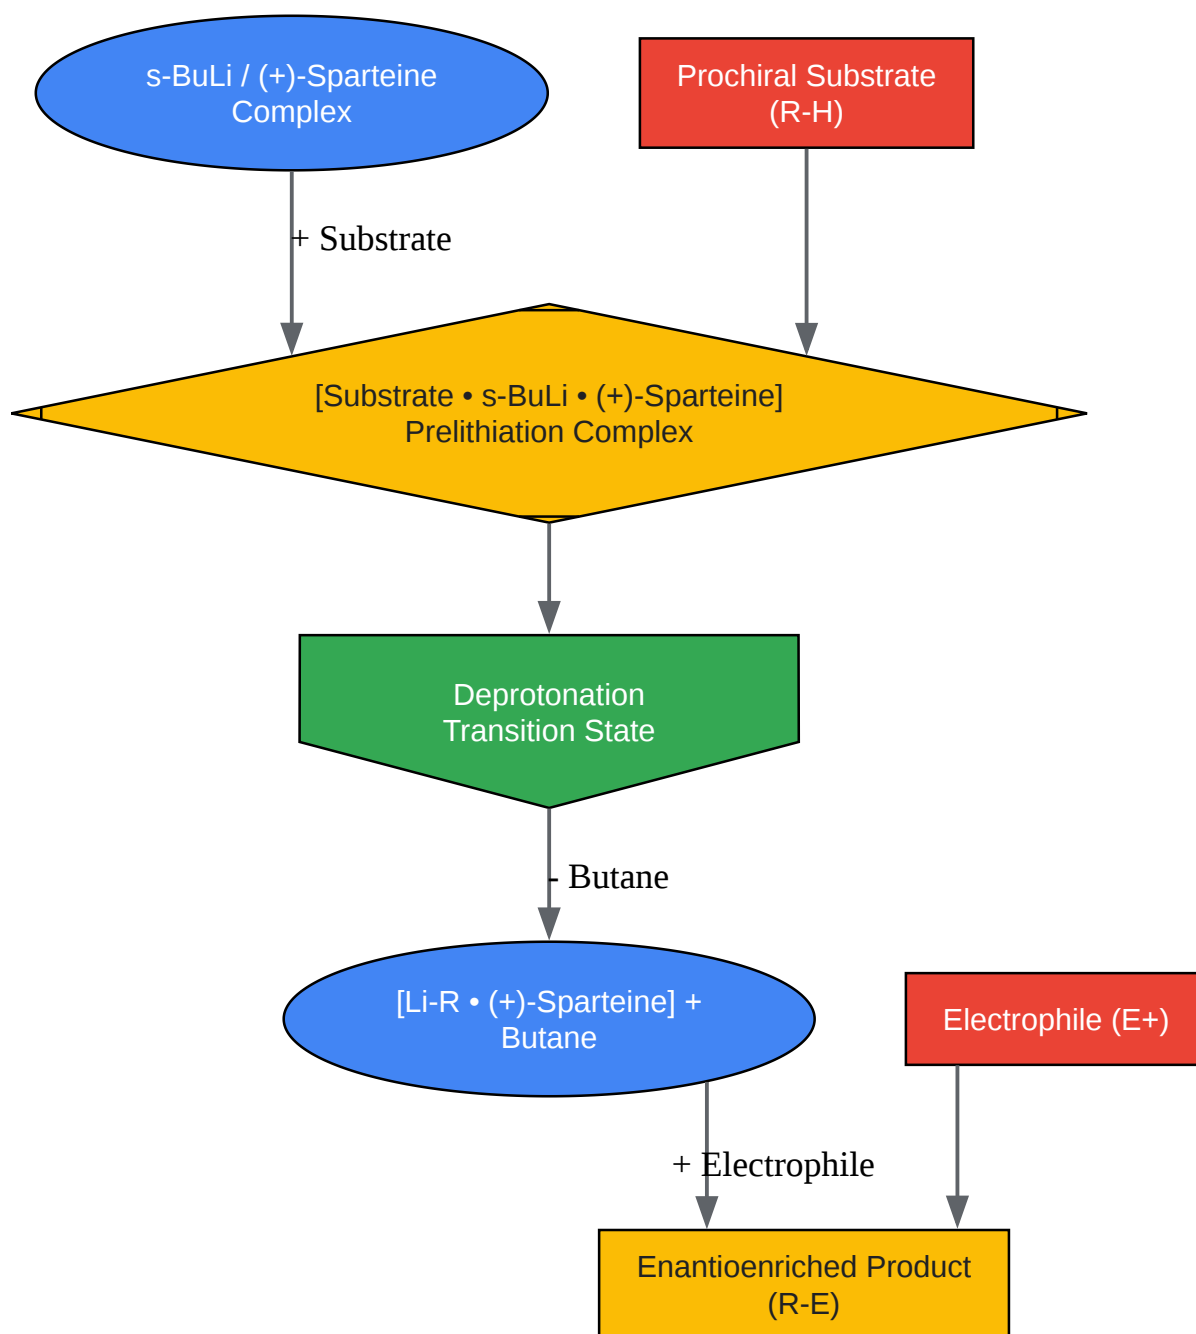 s-BuLi / (+)-Sparteine
Complex
Prochiral Substrate
(R-H)
+ Substrate
[Substrate • s-BuLi • (+)-Sparteine]
Prelithiation Complex
Deprotonation
Transition State
- Butane
[Li-R • (+)-Sparteine] +
Butane
Electrophile (E+)
+ Electrophile
Enantioenriched Product
(R-E)